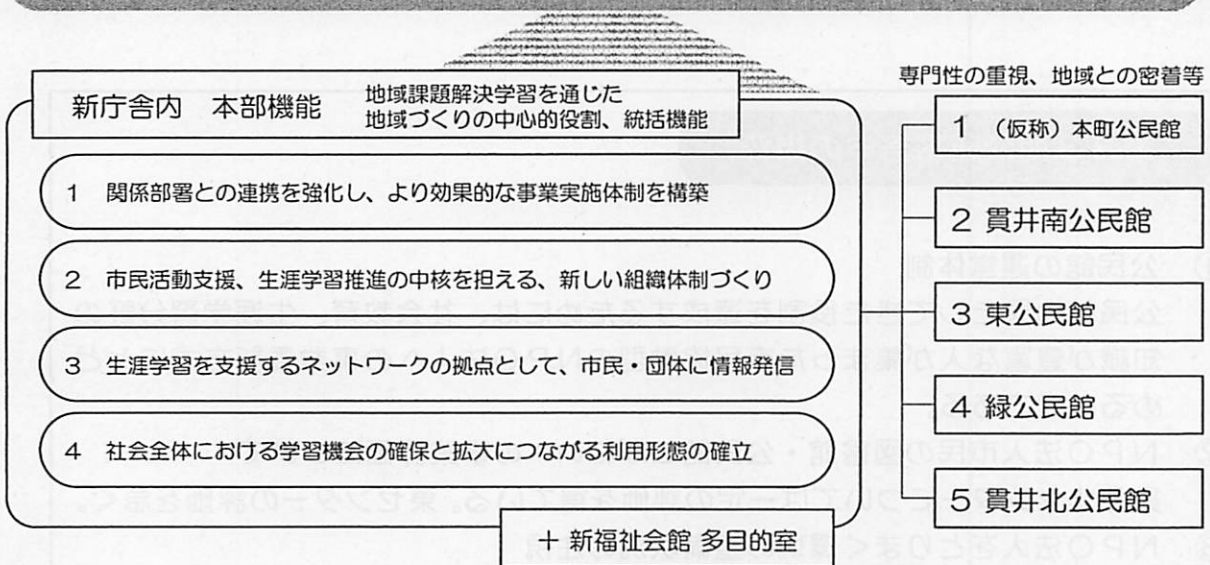 新庁舎内 本部機能
地域課題解決学習を通じた
地域づくりの中心的役割、統括機能
1 関係部署との連携を強化し、より効果的な事業実施体制を構築
2 市民活動支援、生涯学習推進の中核を担える、新しい組織体制づくり
3 生涯学習を支援するネットワークの拠点として、市民・団体に情報発信
4 社会全体における学習機会の確保と拡大につながる利用形態の確立
＋ 新福祉会館 多目的室
専門性の重視、地域との密着等
1 （仮称）本町公民館
2 貫井南公民館
3 東公民館
4 緑公民館
5 貫井北公民館